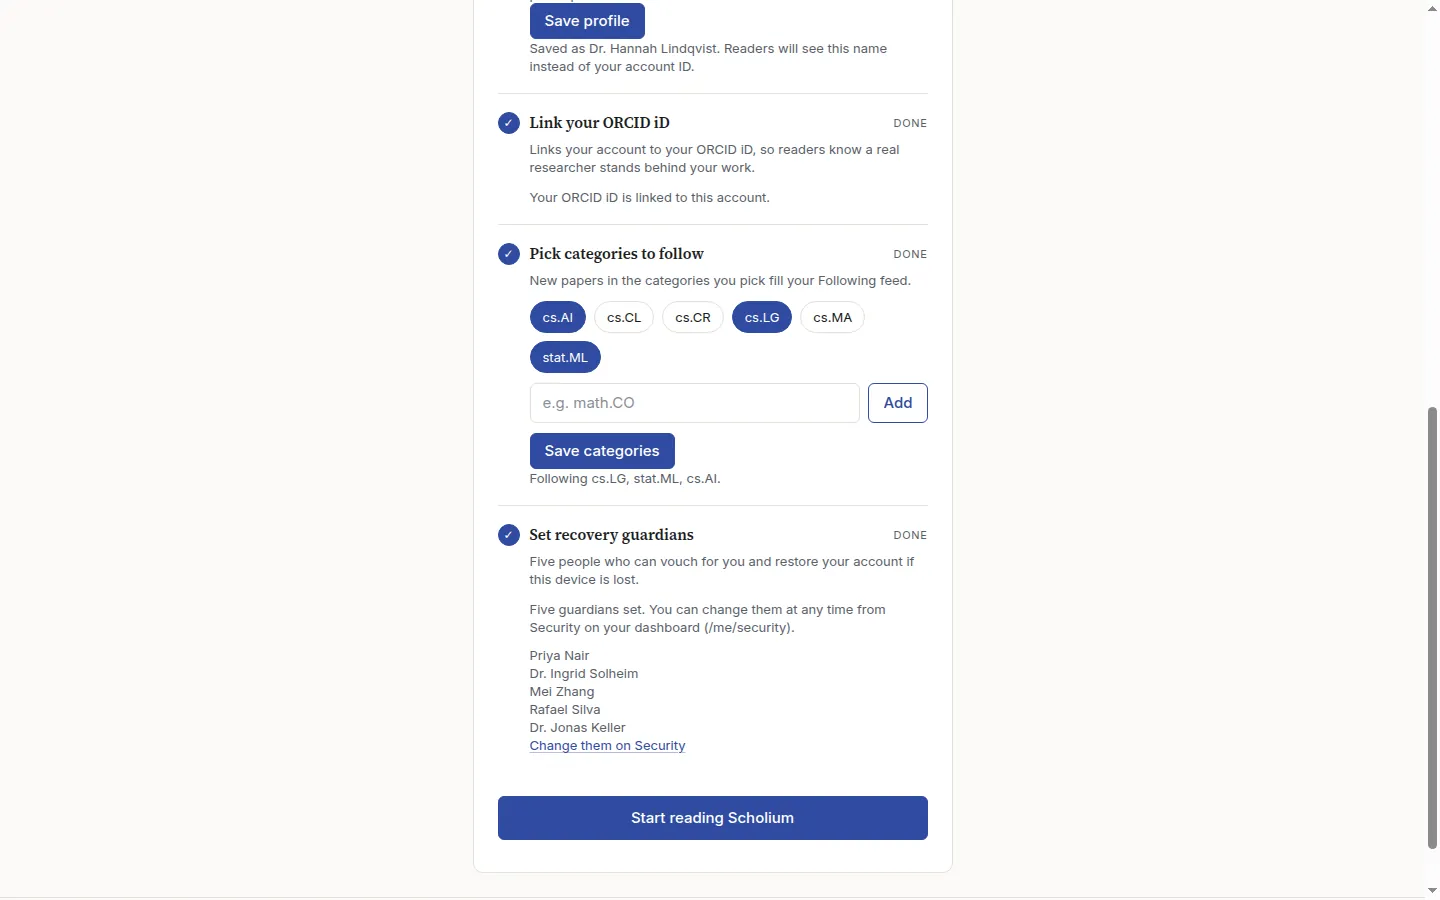 Save profile
Saved as Dr. Hannah Lindqvist. Readers will see this name
instead of your account ID.
✓ Link your ORCID iD DONE
Links your account to your ORCID iD, so readers know a real
researcher stands behind your work.
Your ORCID iD is linked to this account.
✓ Pick categories to follow DONE
New papers in the categories you pick fill your Following feed.
cs.AI cs.CL cs.CR cs.LG cs.MA
stat.ML
e.g. math.CO Add
Save categories
Following cs.LG, stat.ML, cs.AI.
✓ Set recovery guardians DONE
Five people who can vouch for you and restore your account if
this device is lost.
Five guardians set. You can change them at any time from
Security on your dashboard (/me/security).
Priya Nair
Dr. Ingrid Solheim
Mei Zhang
Rafael Silva
Dr. Jonas Keller
Change them on Security
Start reading Scholium